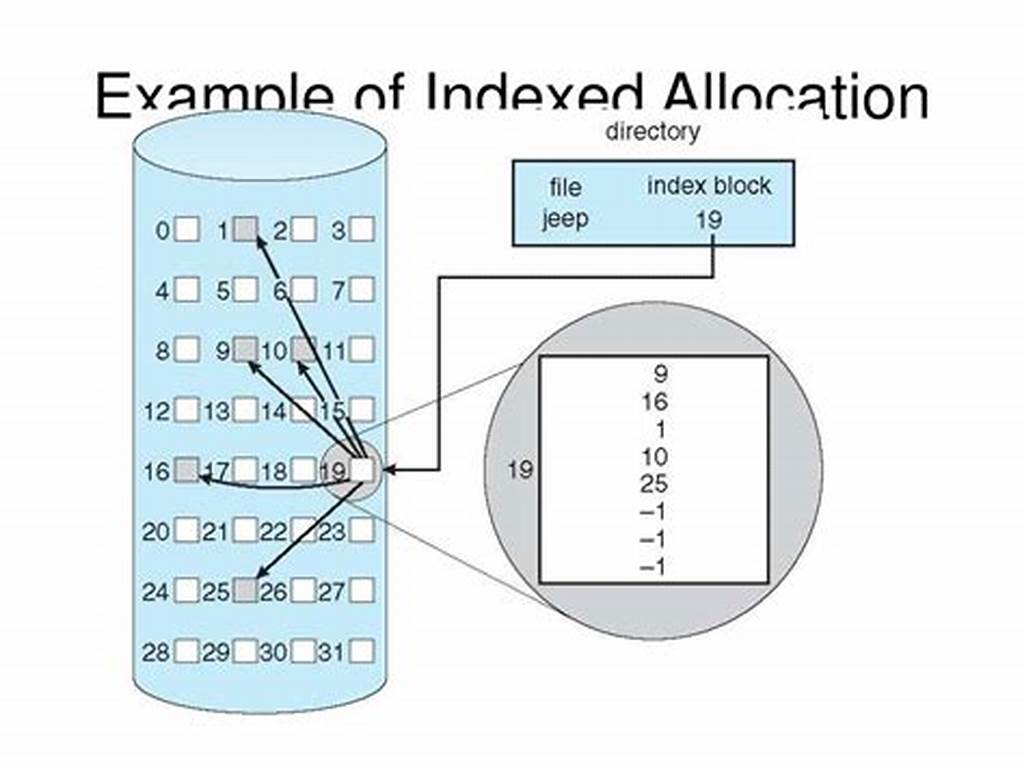 Example of Indexed Allocation
directory
file index block
jeep 19
0 1 2 3
4 5 6 7
8 9 10 11
12 13 14 15
16 17 18 19
20 21 22 23
24 25 26 27
28 29 30 31
19
9
16
1
10
25
–1
–1
–1